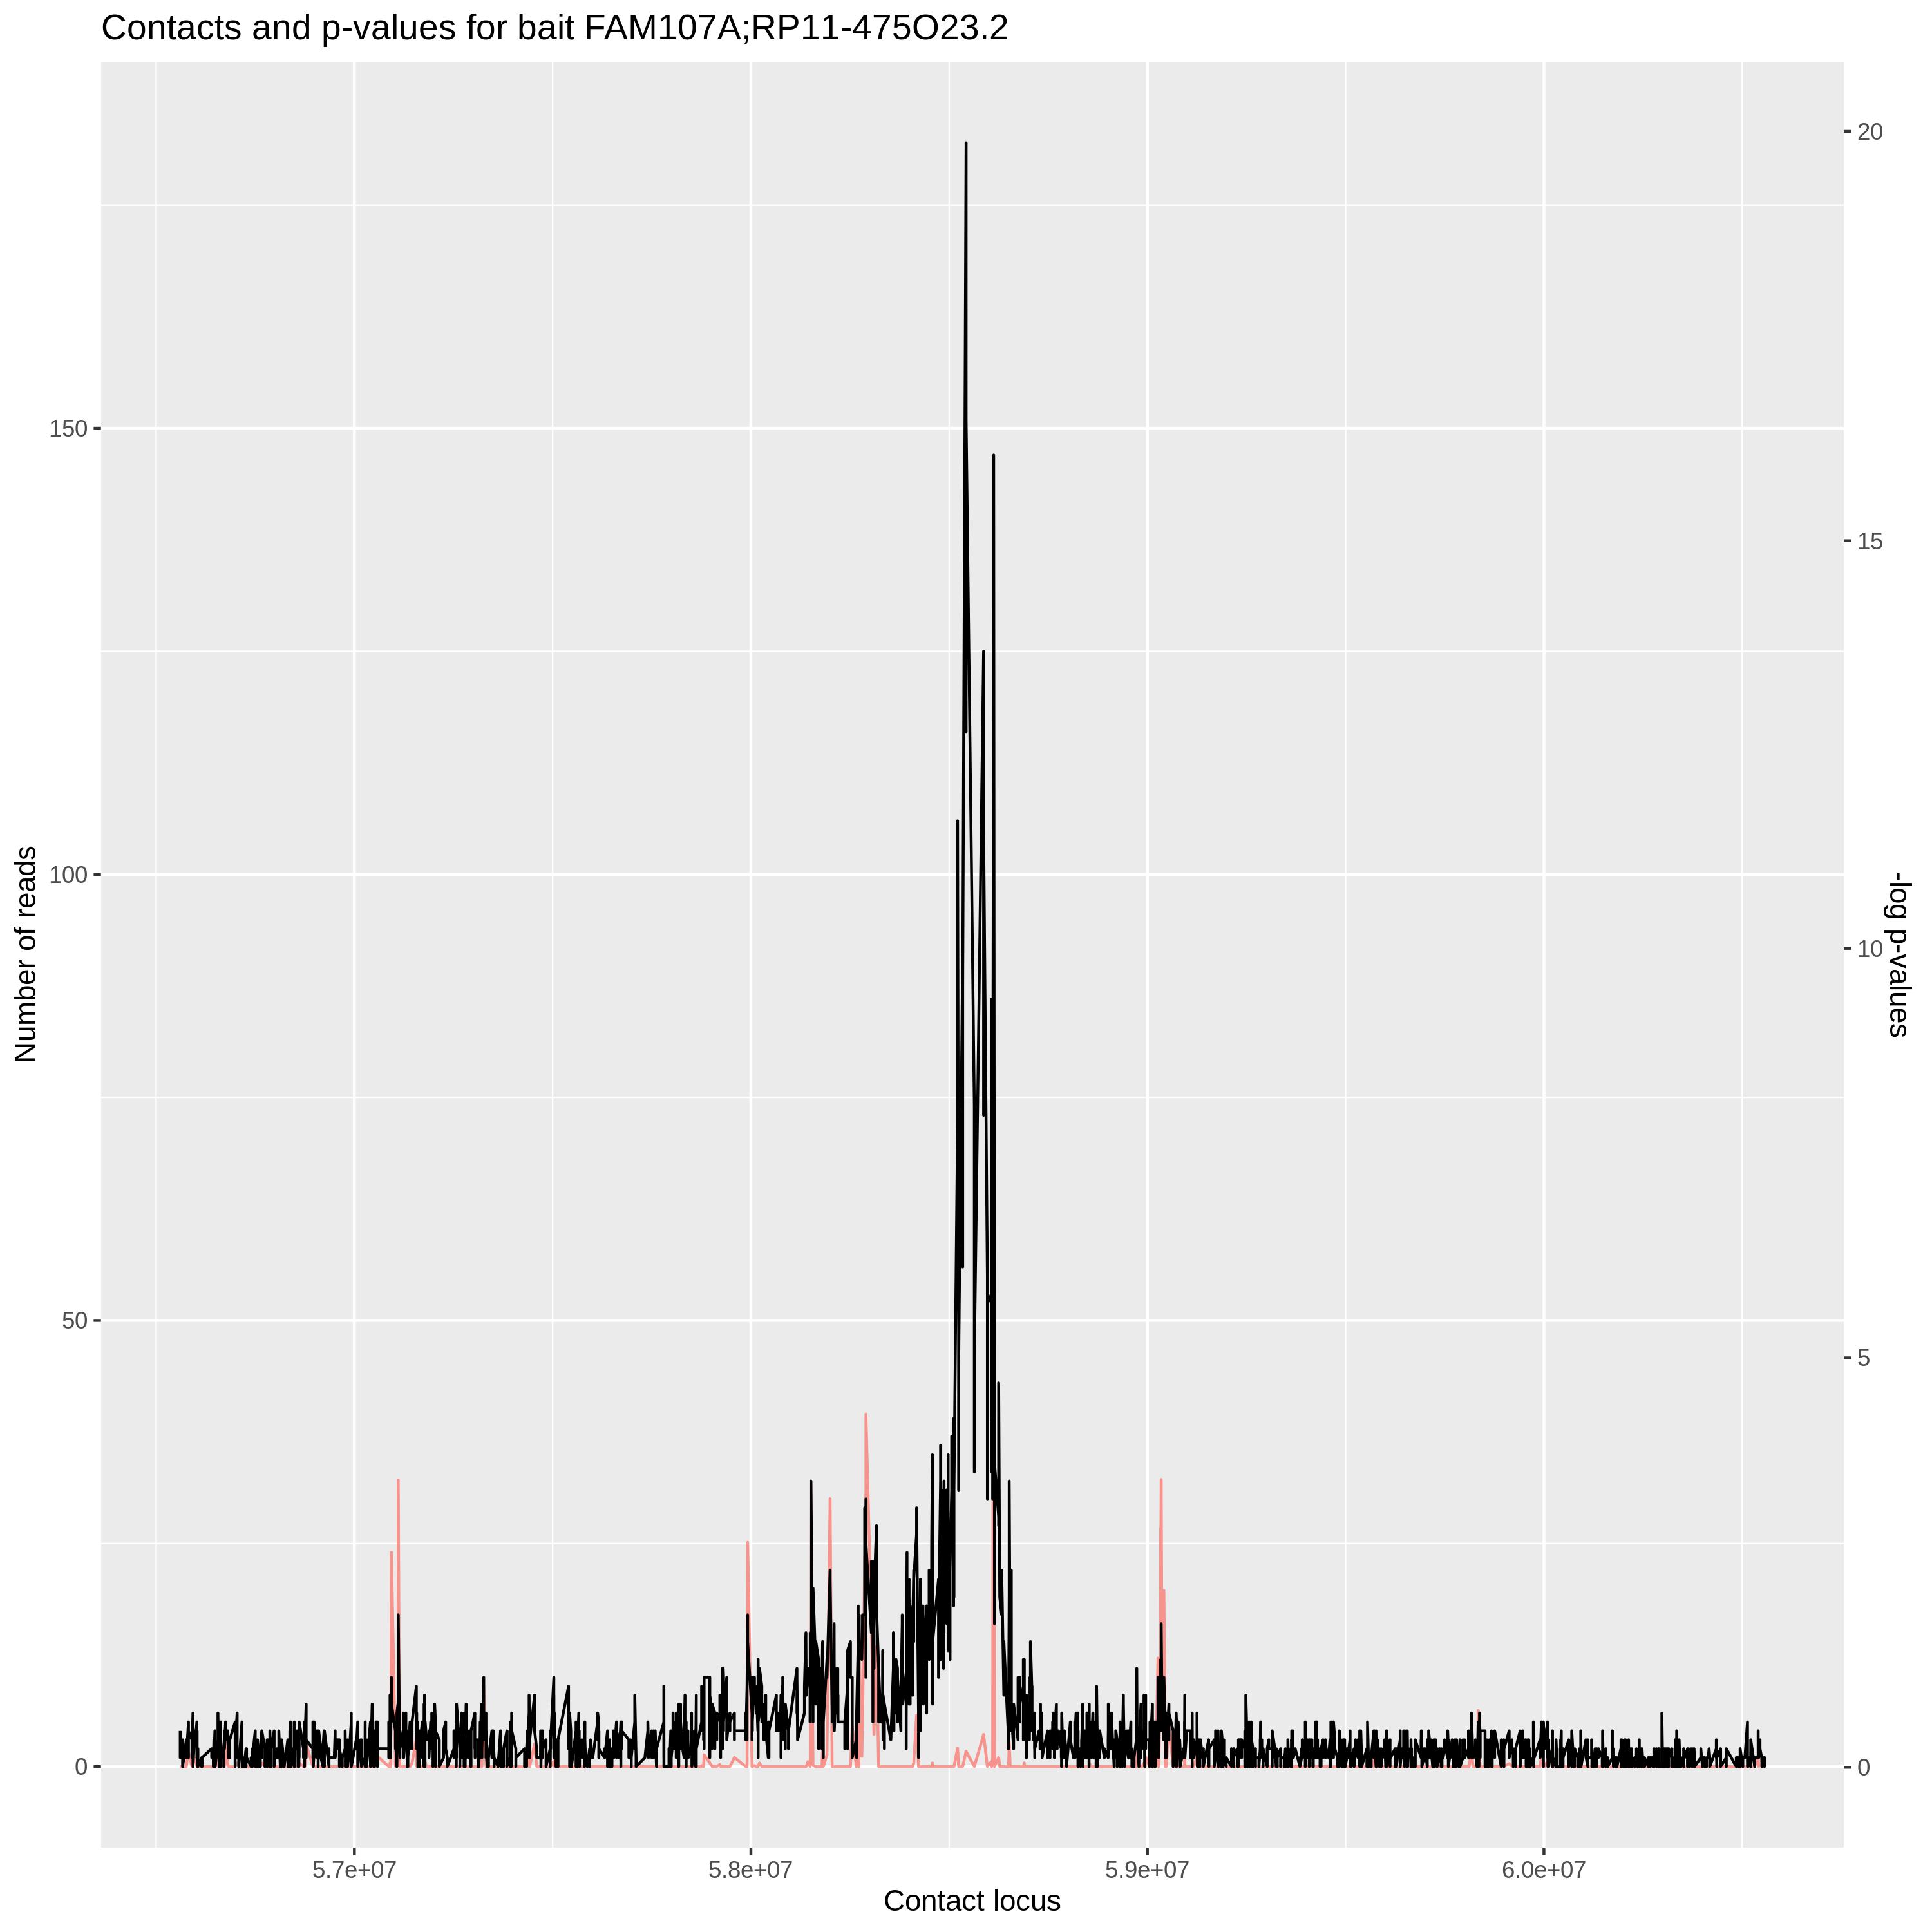 Contacts and p-values for bait FAM107A;RP11-475O23.2
Number of reads
150
100
50
0
20
15
10
5
0
-log p-values
5.7e+07
5.8e+07
5.9e+07
6.0e+07
Contact locus